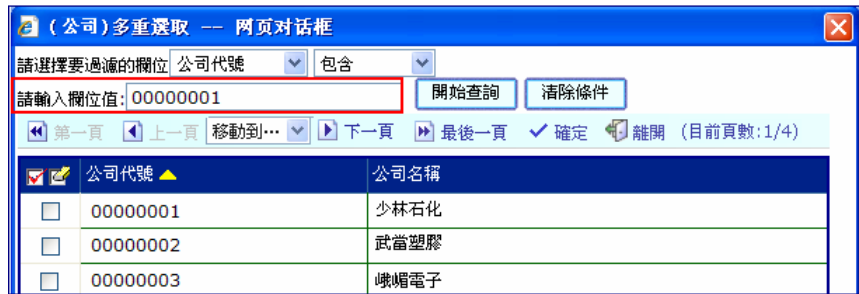 (公司)多重選取 -- 网页对话框
請選擇要過濾的欄位 公司代號 包含
請輸入欄位值: 00000001 開始查詢 清除條件
第一頁 上一頁 移動到… 下一頁 最後一頁 確定 離開 (目前頁數:1/4)
公司代號 公司名稱
00000001 少林石化
00000002 武當塑膠
00000003 峨嵋電子